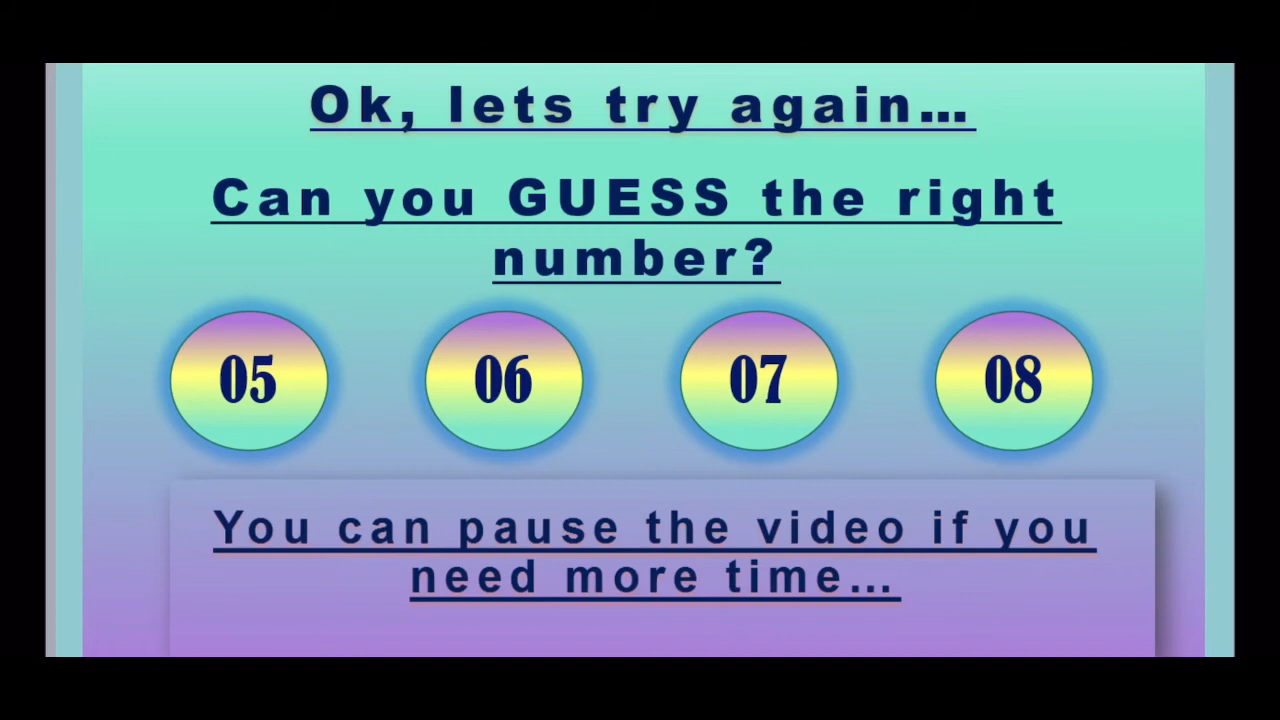 Ok, lets try again...
Can you GUESS the right
number?
05 06 07 08
You can pause the video if you
need more time...